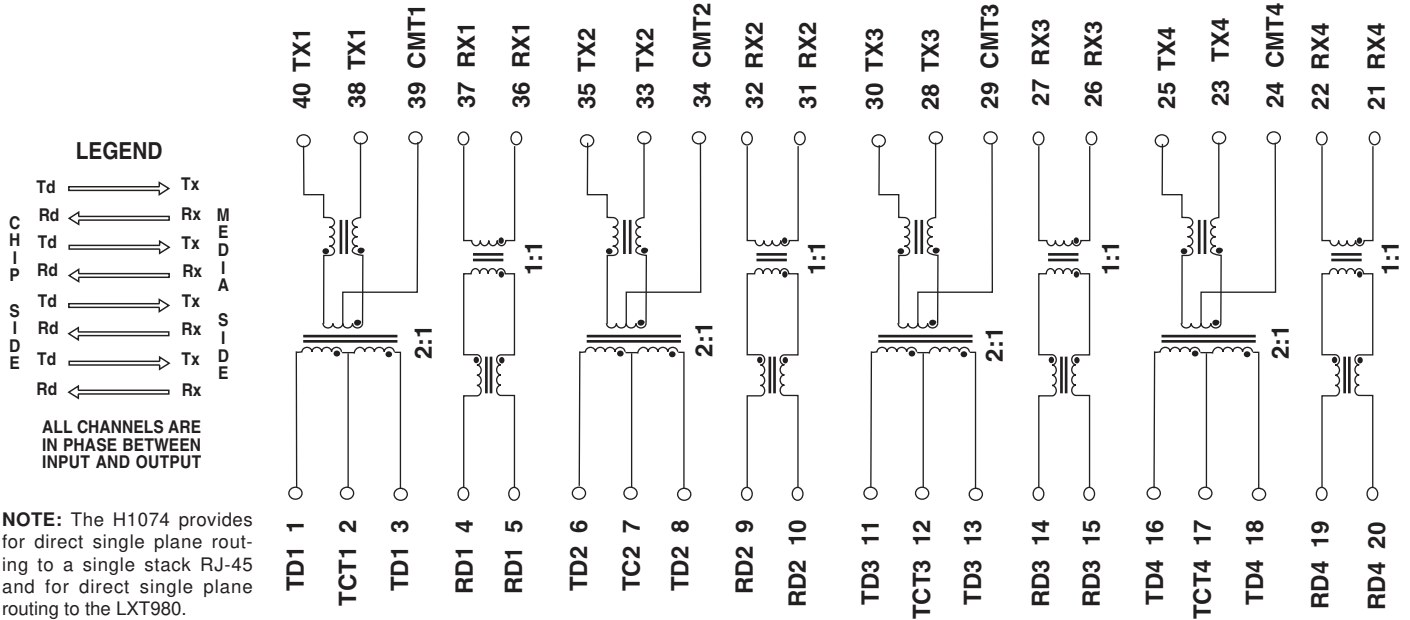 40 TX1
38 TX1
39 CMT1
37 RX1
36 RX1
35 TX2
33 TX2
34 CMT2
32 RX2
31 RX2
30 TX3
28 TX3
29 CMT3
27 RX3
26 RX3
25 TX4
23 TX4
24 CMT4
22 RX4
21 RX4
LEGEND
CHIP SIDE
MEDIA SIDE
Td Tx
Rd Rx
Td Tx
Rd Rx
Td Tx
Rd Rx
Td Tx
Rd Rx
ALL CHANNELS ARE
IN PHASE BETWEEN
INPUT AND OUTPUT
2:1
1:1
2:1
1:1
2:1
1:1
2:1
1:1
NOTE: The H1074 provides
for direct single plane rout-
ing to a single stack RJ-45
and for direct single plane
routing to the LXT980.
TD1 1
TCT1 2
TD1 3
RD1 4
RD1 5
TD2 6
TC2 7
TD2 8
RD2 9
RD2 10
TD3 11
TCT3 12
TD3 13
RD3 14
RD3 15
TD4 16
TCT4 17
TD4 18
RD4 19
RD4 20